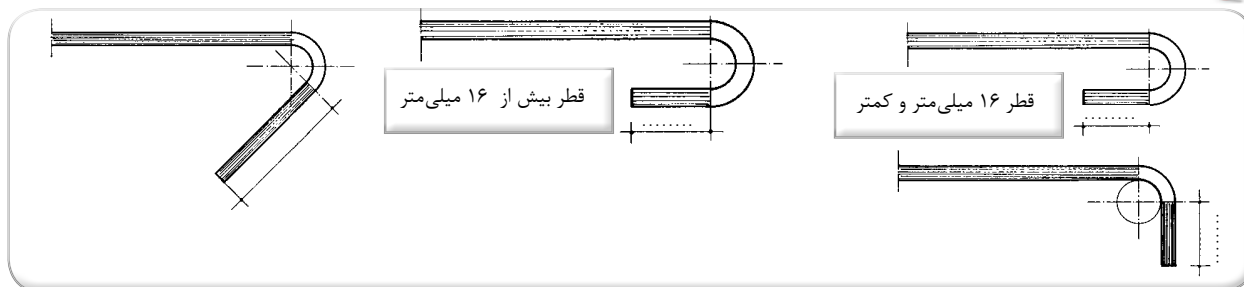 قطر ۱۶ میلی‌متر و کمتر
قطر بیش از ۱۶ میلی‌متر